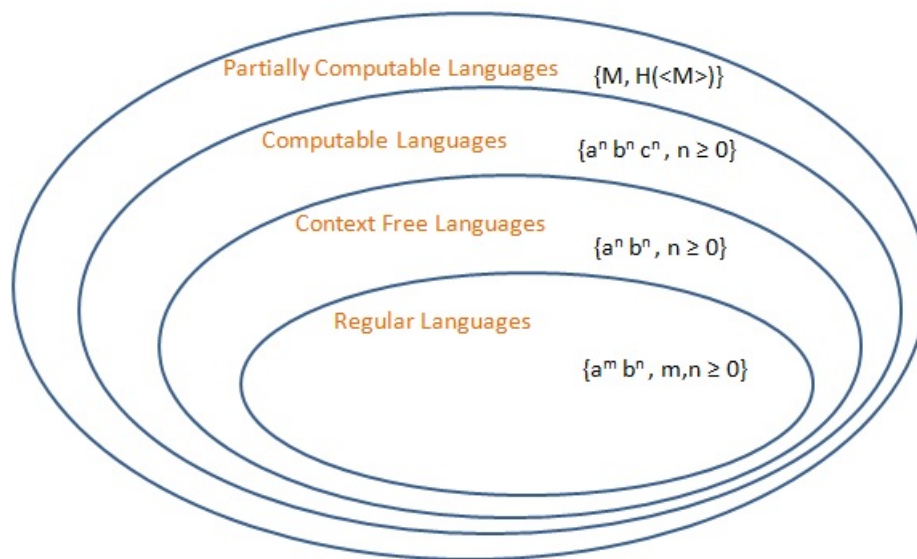 Partially Computable Languages {M, H(<M>)}
Computable Languages {aⁿ bⁿ cⁿ , n ≥ 0}
Context Free Languages
{aⁿ bⁿ , n ≥ 0}
Regular Languages
{aᵐ bⁿ , m,n ≥ 0}